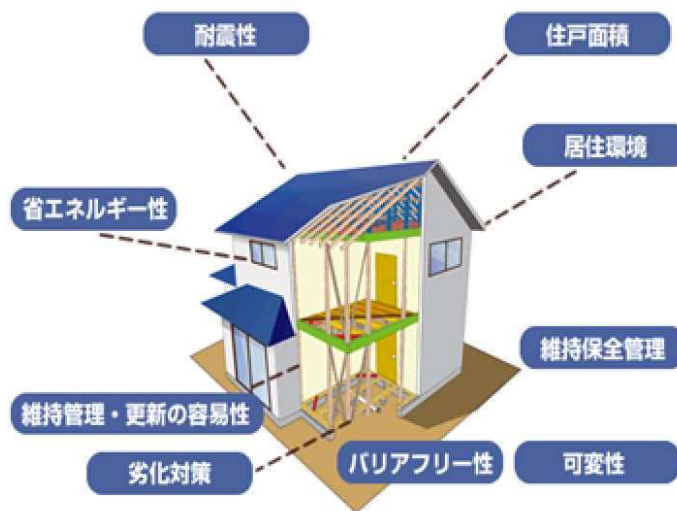 耐震性
住戸面積
居住環境
省エネルギー性
維持保全管理
維持管理・更新の容易性
劣化対策
バリアフリー性
可変性